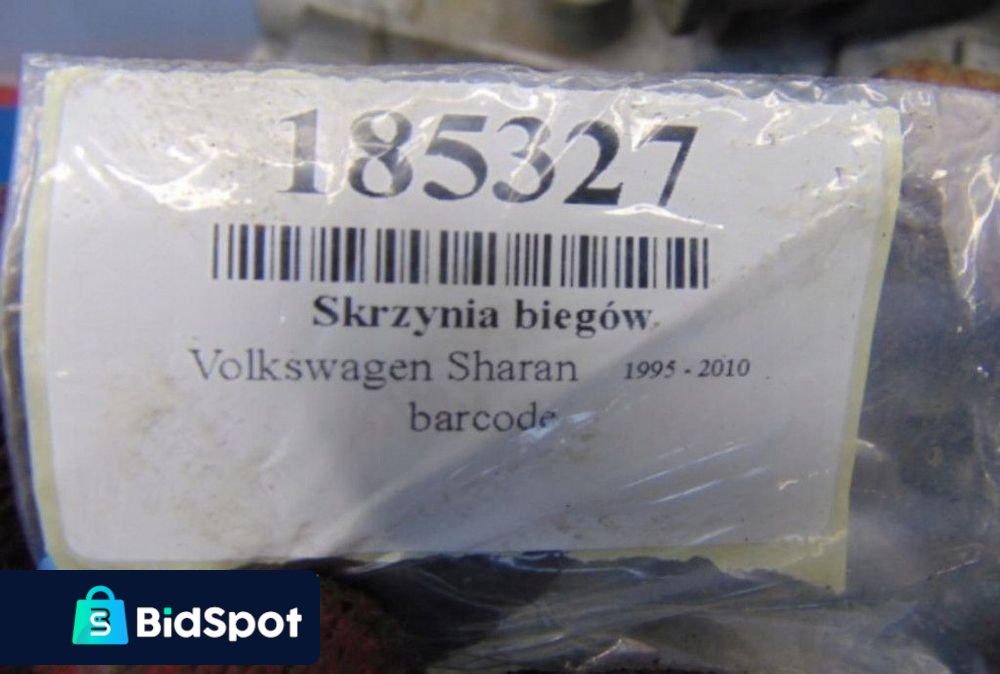 185327
Skrzynia biegów
Volkswagen Sharan 1995 - 2010
barcode
BidSpot